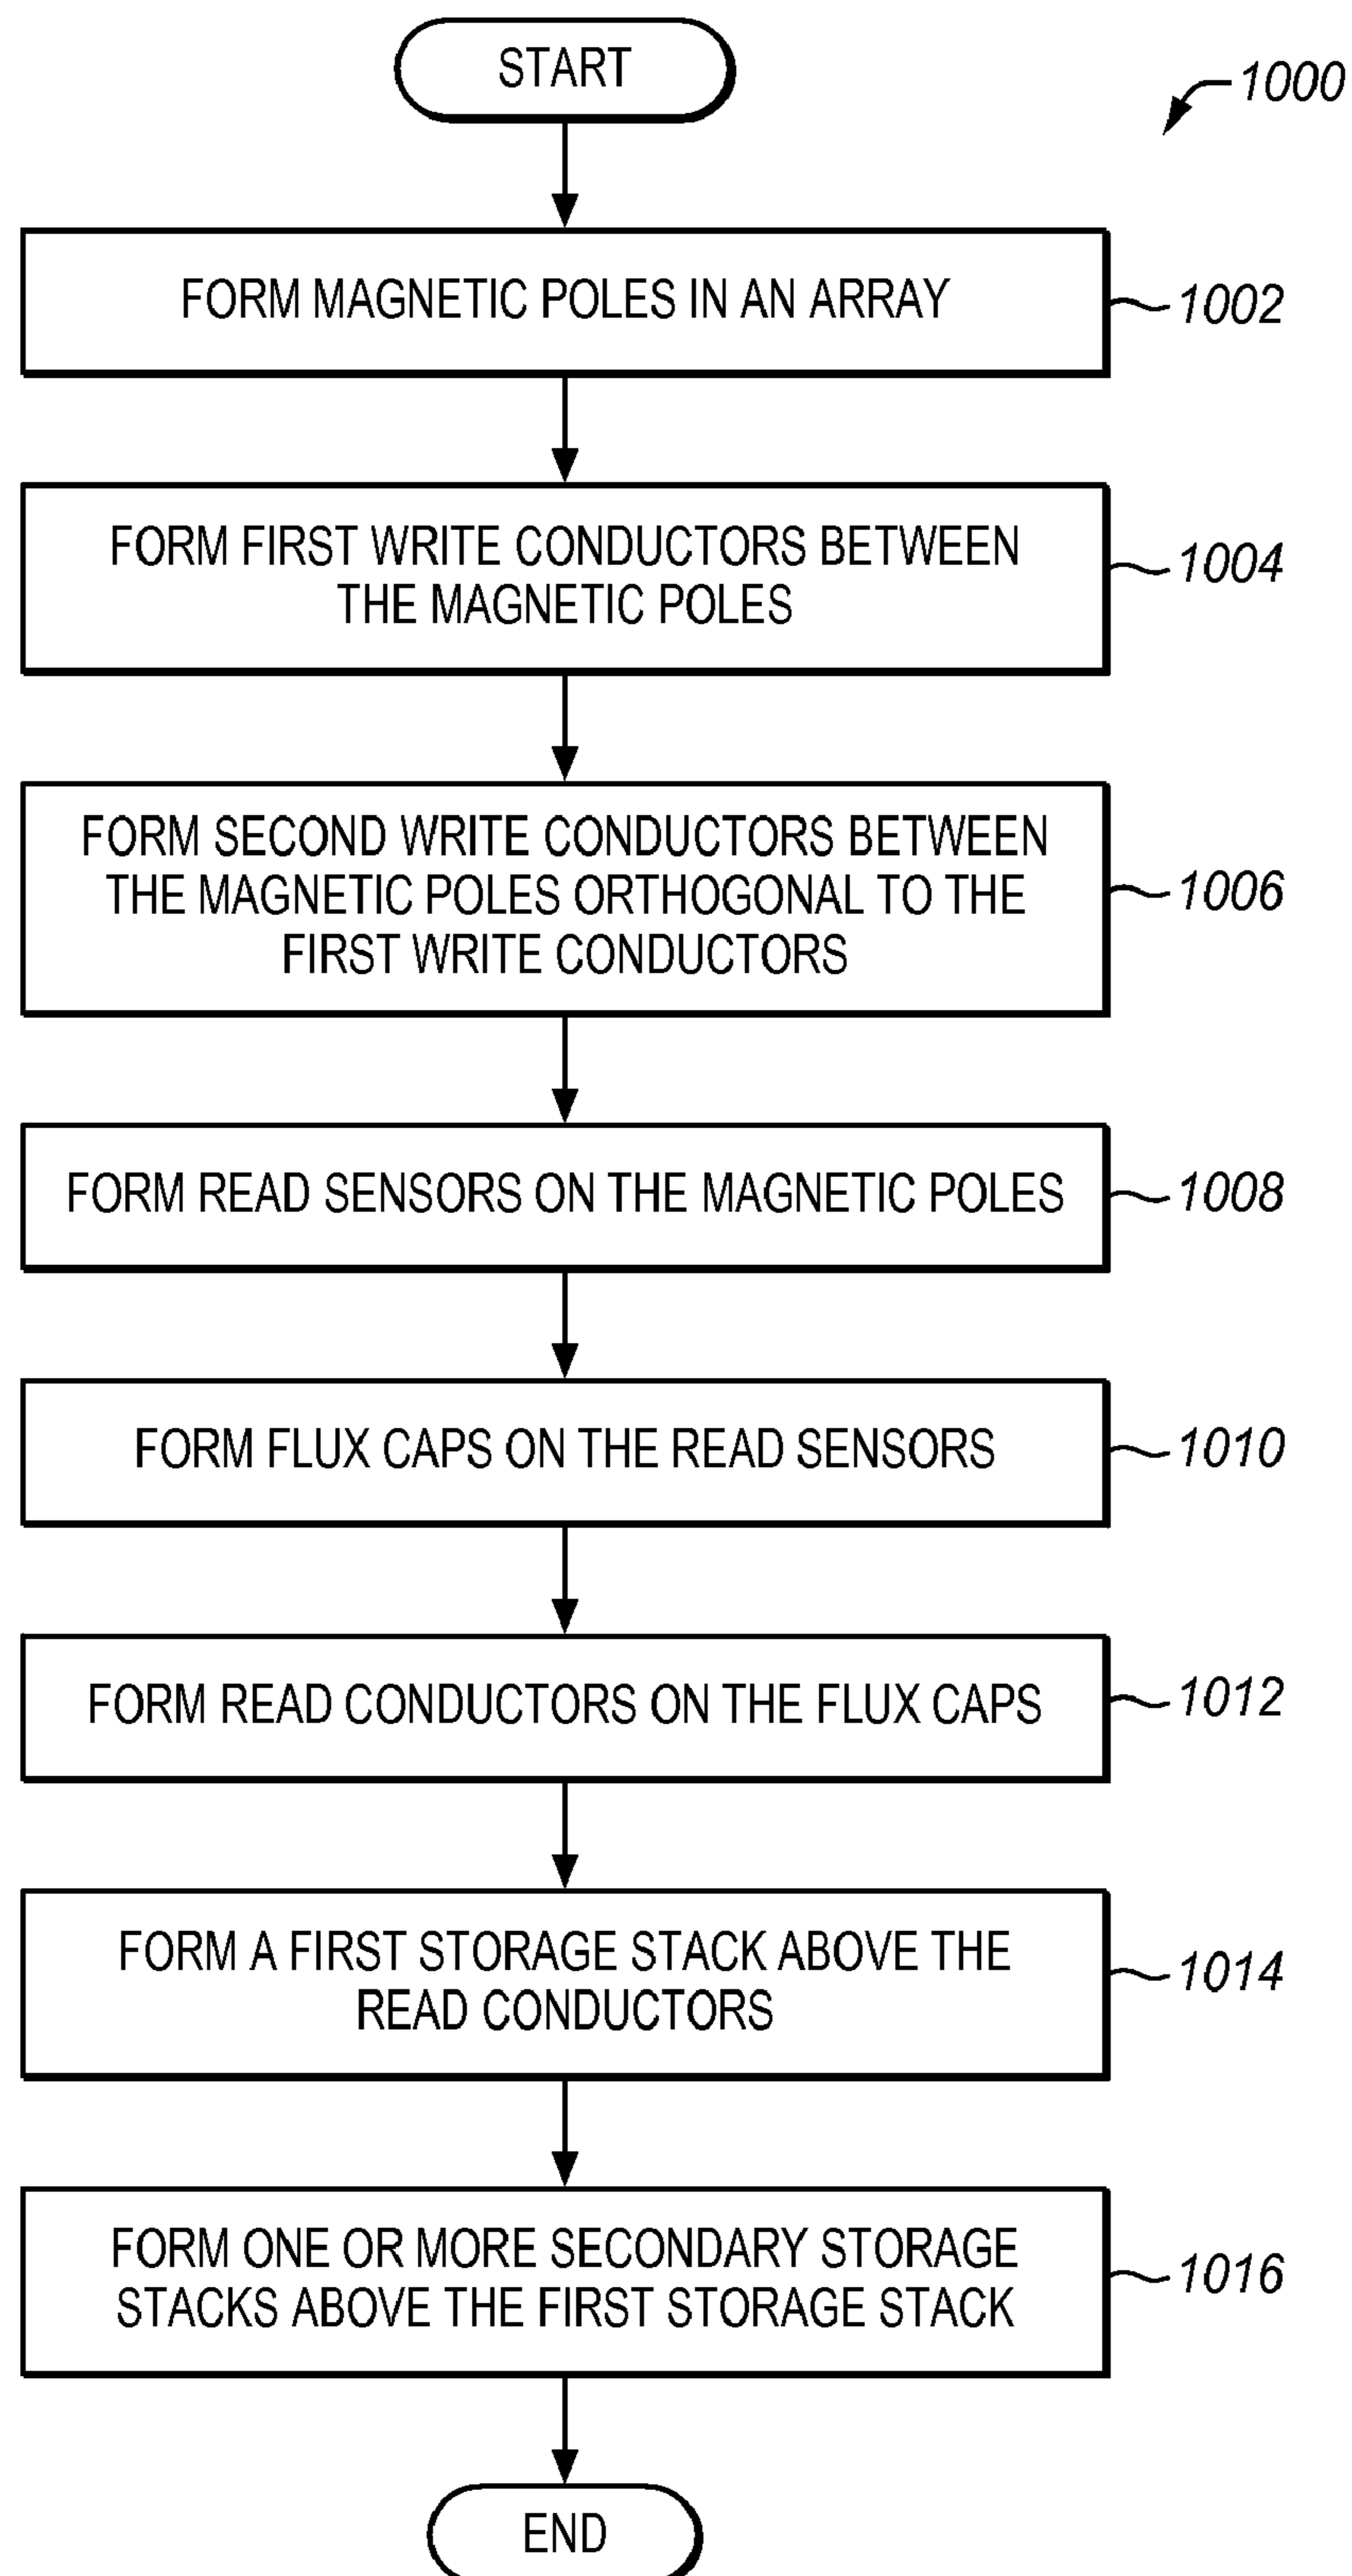 START
1000
FORM MAGNETIC POLES IN AN ARRAY
1002
FORM FIRST WRITE CONDUCTORS BETWEEN
THE MAGNETIC POLES
1004
FORM SECOND WRITE CONDUCTORS BETWEEN
THE MAGNETIC POLES ORTHOGONAL TO THE
FIRST WRITE CONDUCTORS
1006
FORM READ SENSORS ON THE MAGNETIC POLES
1008
FORM FLUX CAPS ON THE READ SENSORS
1010
FORM READ CONDUCTORS ON THE FLUX CAPS
1012
FORM A FIRST STORAGE STACK ABOVE THE
READ CONDUCTORS
1014
FORM ONE OR MORE SECONDARY STORAGE
STACKS ABOVE THE FIRST STORAGE STACK
1016
END